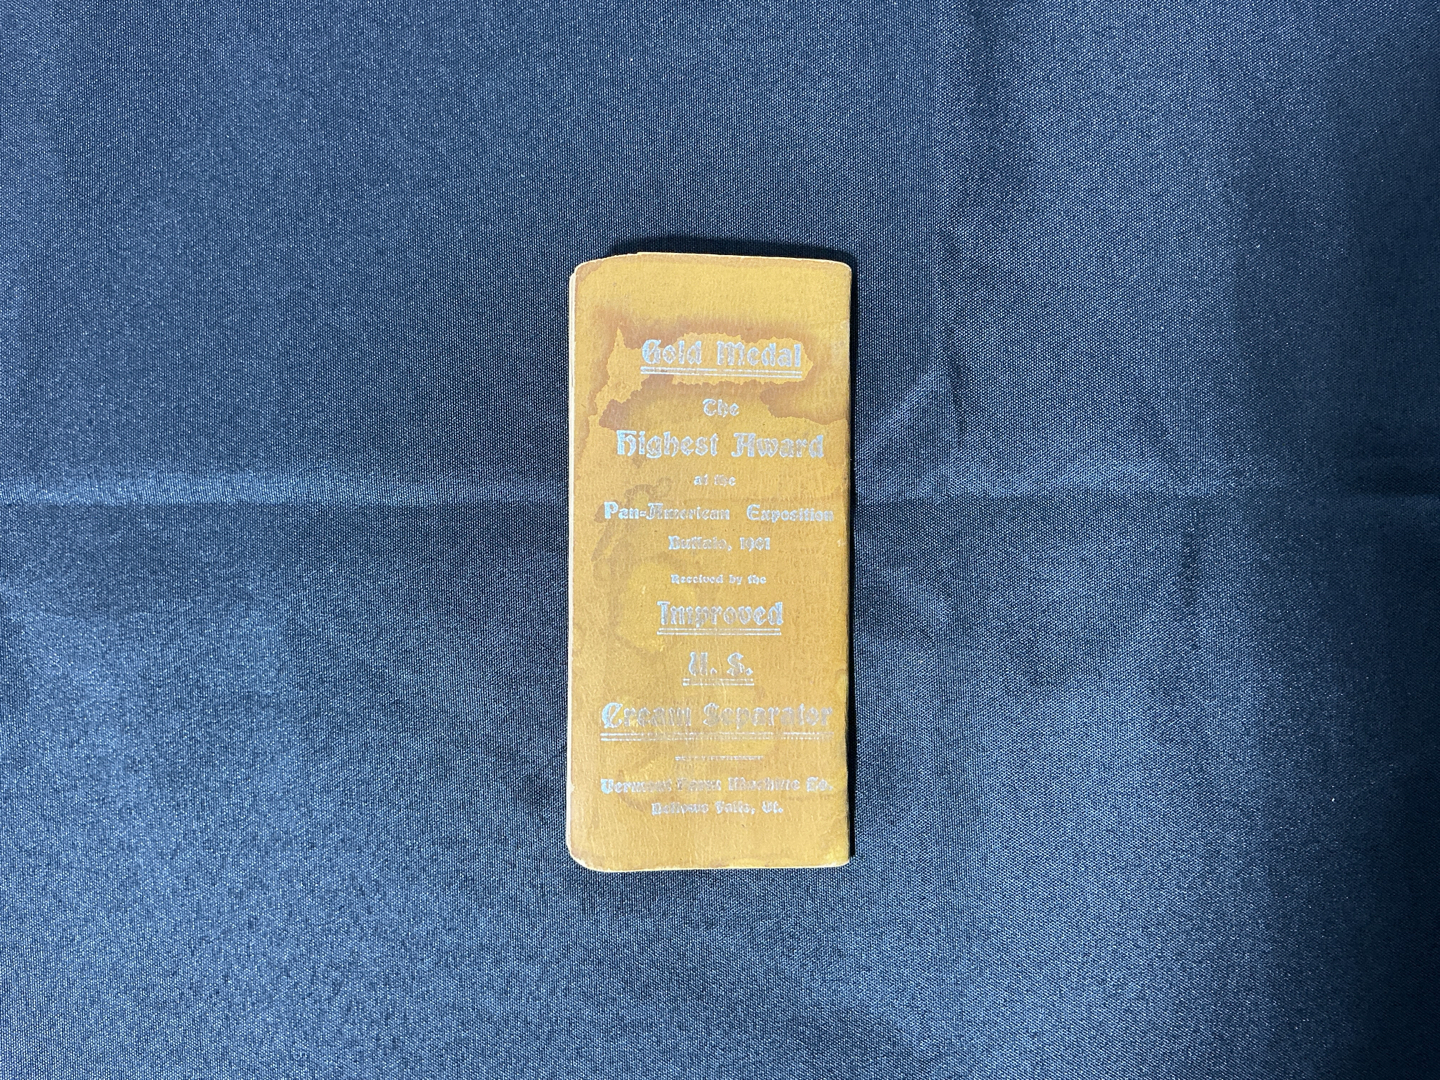 Gold Medal
The
Highest Award
at the
Pan-American Exposition
Buffalo, 1901
Received by the
Improved
U. S.
Cream Separator
Vermont Farm Machine Co.
Bellows Falls, Vt.